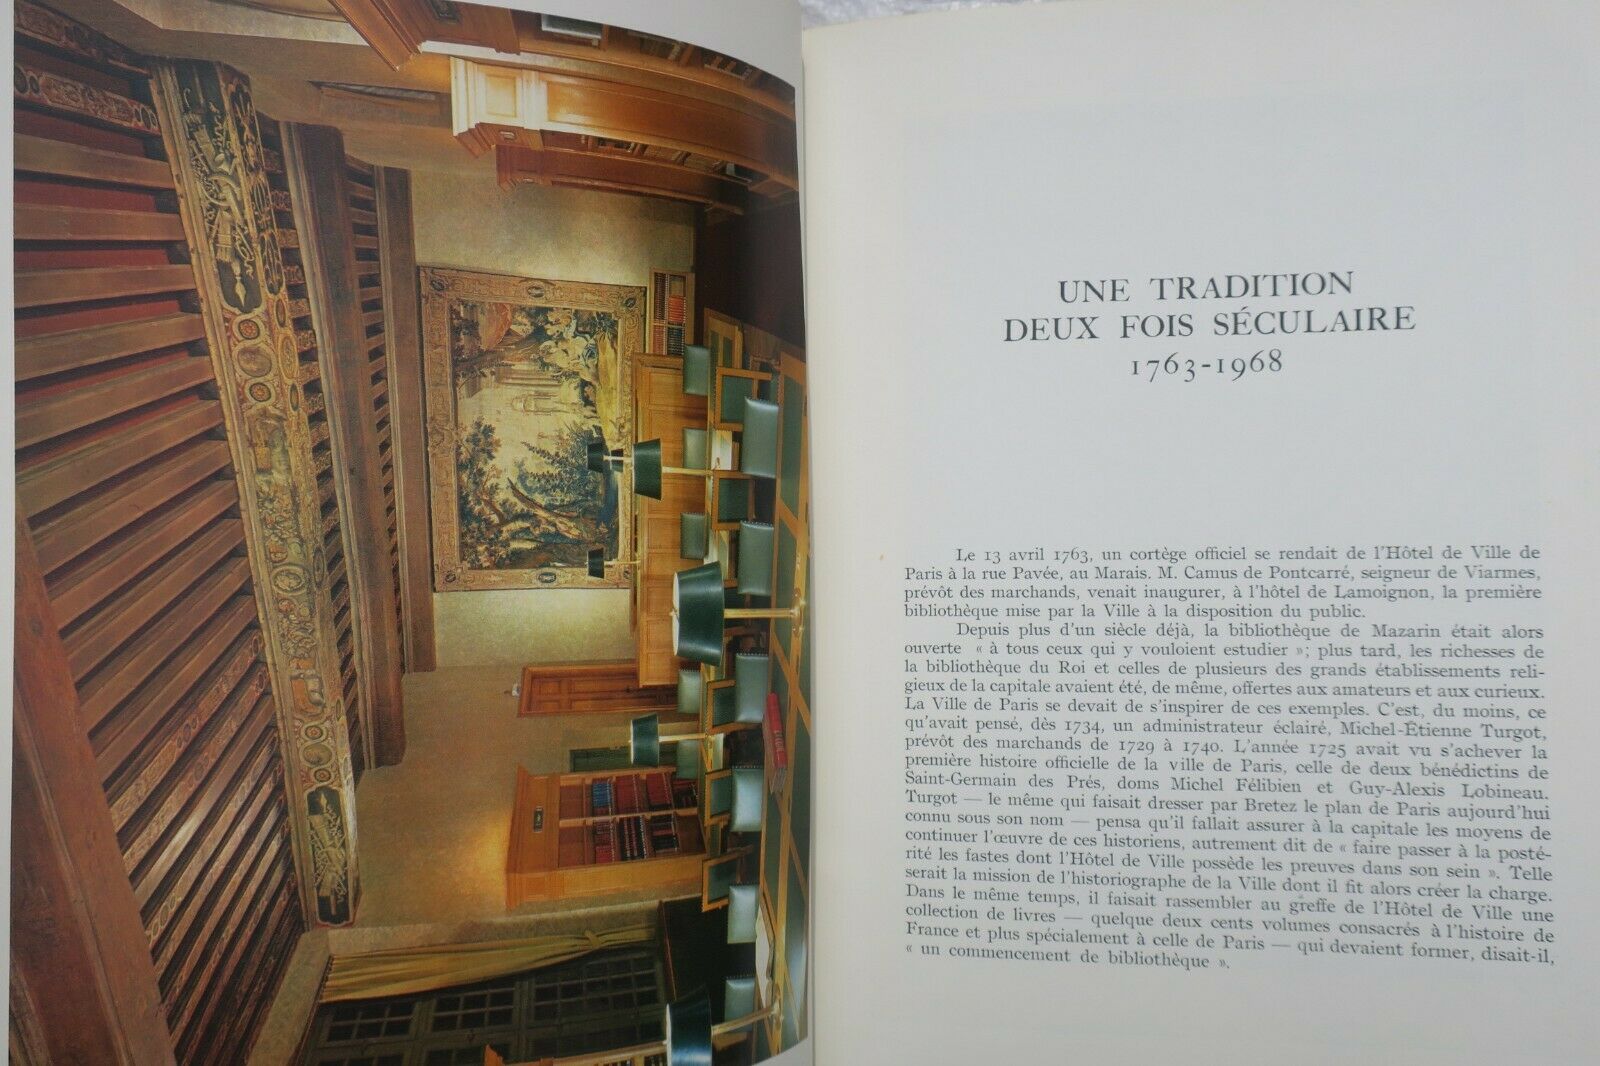 UNE TRADITION
DEUX FOIS SÉCULAIRE
1763-1968
Le 13 avril 1763, un cortège officiel se rendait de l'Hôtel de Ville de
Paris à la rue Pavée, au Marais. M. Camus de Pontcarré, seigneur de Viarmes,
prévôt des marchands, venait inaugurer, à l'hôtel de Lamoignon, la première
bibliothèque mise par la Ville à la disposition du public.
Depuis plus d'un siècle déjà, la bibliothèque de Mazarin était alors
ouverte « à tous ceux qui y vouloient estudier »; plus tard, les richesses de
la bibliothèque du Roi et celles de plusieurs des grands établissements reli-
gieux de la capitale avaient été, de même, offertes aux amateurs et aux curieux.
La Ville de Paris se devait de s'inspirer de ces exemples. C'est, du moins, ce
qu'avait pensé, dès 1734, un administrateur éclairé, Michel-Étienne Turgot,
prévôt des marchands de 1729 à 1740. L'année 1725 avait vu s'achever la
première histoire officielle de la ville de Paris, celle de deux bénédictins de
Saint-Germain des Prés, doms Michel Félibien et Guy-Alexis Lobineau.
Turgot — le même qui faisait dresser par Bretez le plan de Paris aujourd'hui
connu sous son nom — pensa qu'il fallait assurer à la capitale les moyens de
continuer l'œuvre de ces historiens, autrement dit de « faire passer à la posté-
rité les fastes dont l'Hôtel de Ville possède les preuves dans son sein ». Telle
serait la mission de l'historiographe de la Ville dont il fit alors créer la charge.
Dans le même temps, il faisait rassembler au greffe de l'Hôtel de Ville une
collection de livres — quelque deux cents volumes consacrés à l'histoire de
France et plus spécialement à celle de Paris — qui devaient former, disait-il,
« un commencement de bibliothèque ».